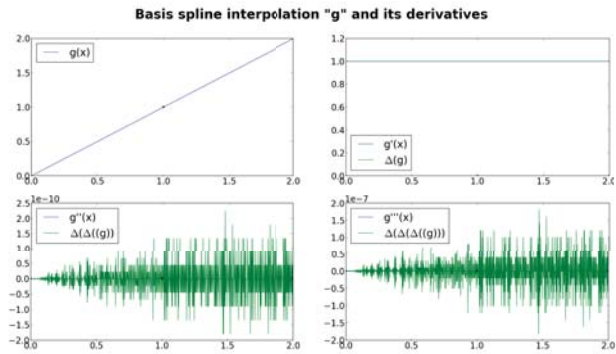 Basis spline interpolation "g" and its derivatives
2.0
1.5
1.0
0.5
0.0
g(x)
0.0 0.5 1.0 1.5 2.0
1.2
1.0
0.8
0.6
0.4
0.2
0.0
g'(x)
Δ(g)
0.0 0.5 1.0 1.5 2.0
1e−10
2.5
2.0
1.5
1.0
0.5
0.0
−0.5
−1.0
−1.5
−2.0
g''(x)
Δ(Δ((g))
0.0 0.5 1.0 1.5 2.0
1e−7
2.0
1.5
1.0
0.5
0.0
−0.5
−1.0
−1.5
−2.0
g'''(x)
Δ(Δ(Δ((g)))
0.0 0.5 1.0 1.5 2.0